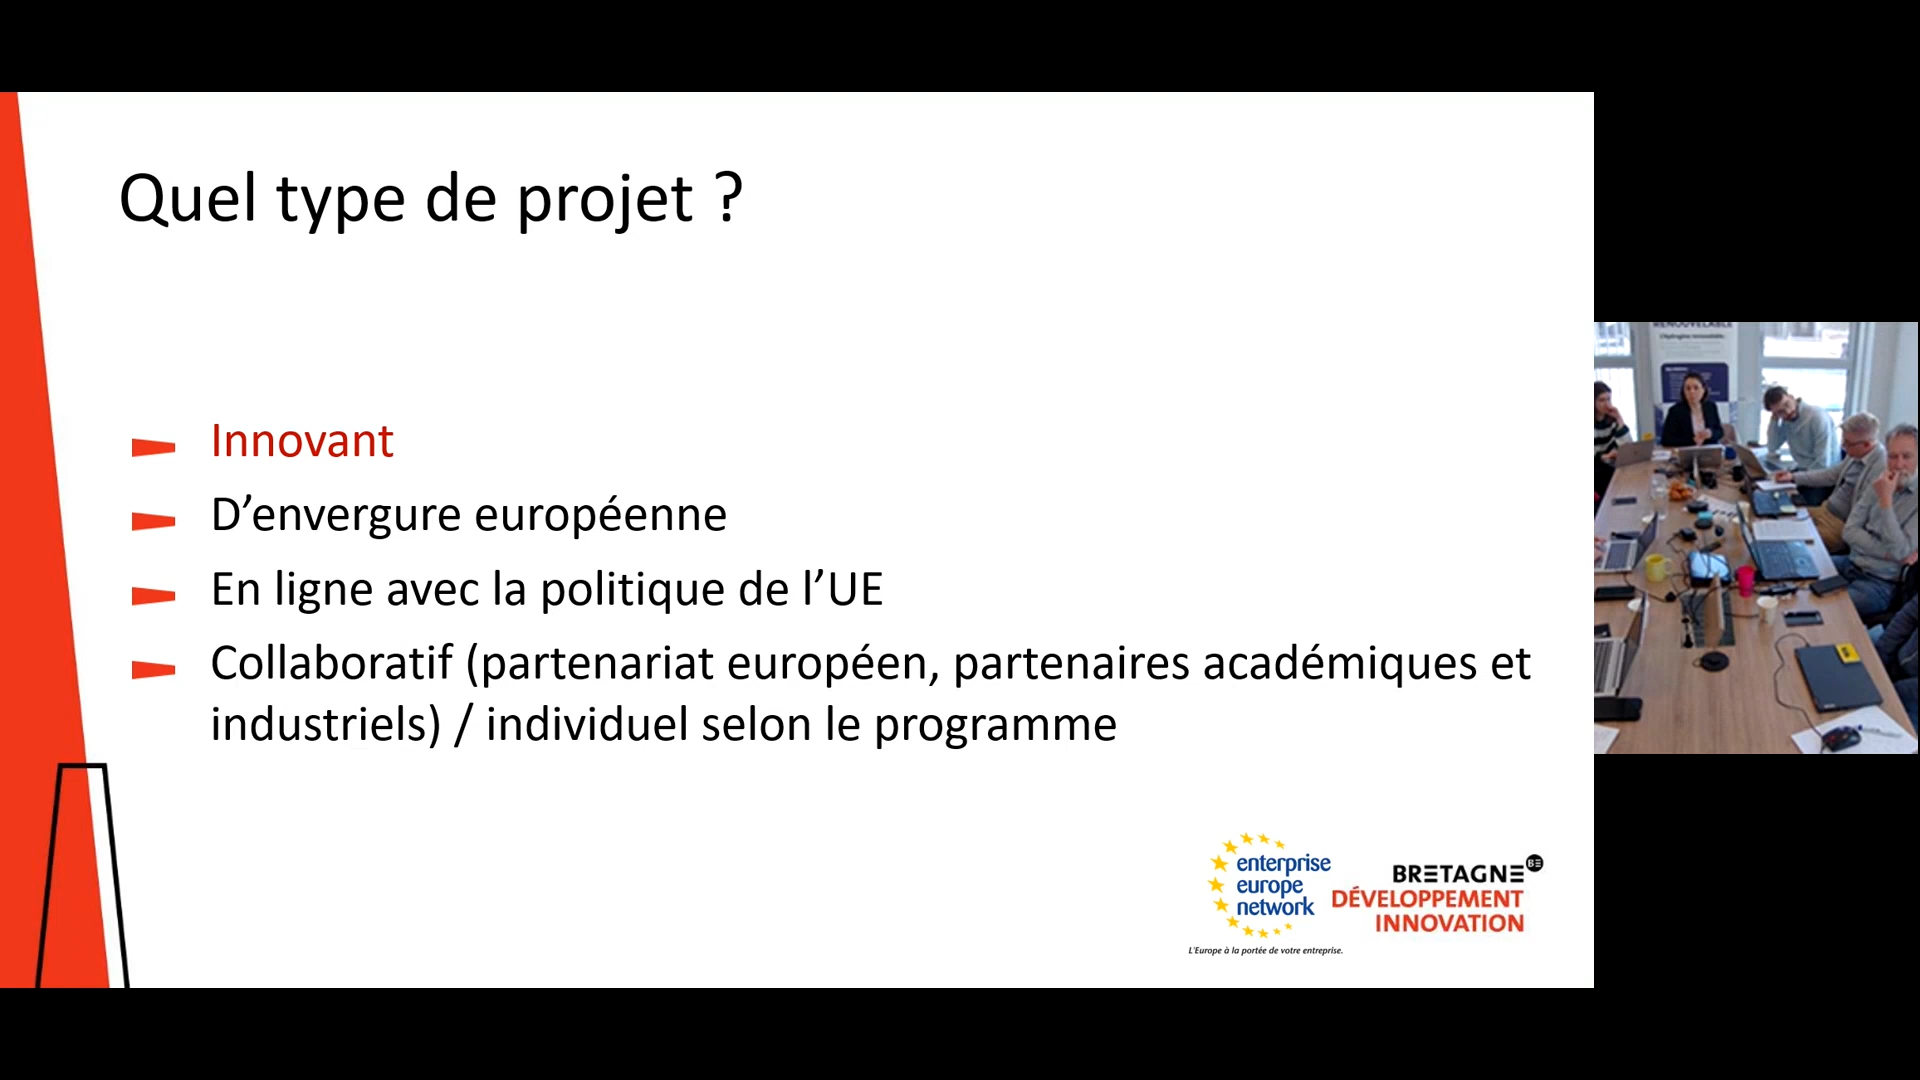 Quel type de projet ?
Innovant
D’envergure européenne
En ligne avec la politique de l’UE
Collaboratif (partenariat européen, partenaires académiques et
industriels) / individuel selon le programme
enterprise
europe
network
L'Europe à la portée de votre entreprise.
BRETAGNE
DÉVELOPPEMENT
INNOVATION
RENOUVELABLE